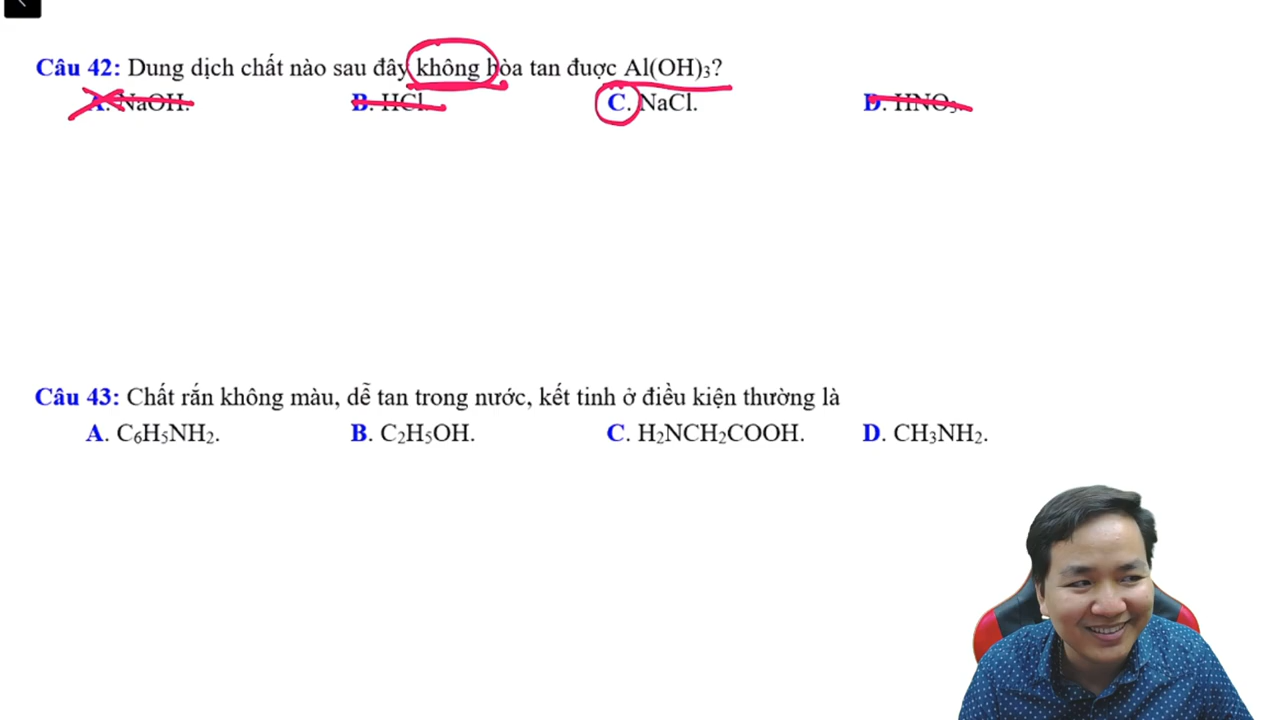 Câu 42: Dung dịch chất nào sau đây không hòa tan đuợc Al(OH)₃?
A. NaOH. B. HCl. C. NaCl. D. HNO₃.
Câu 43: Chất rắn không màu, dễ tan trong nước, kết tinh ở điều kiện thường là
A. C₆H₅NH₂. B. C₂H₅OH. C. H₂NCH₂COOH. D. CH₃NH₂.